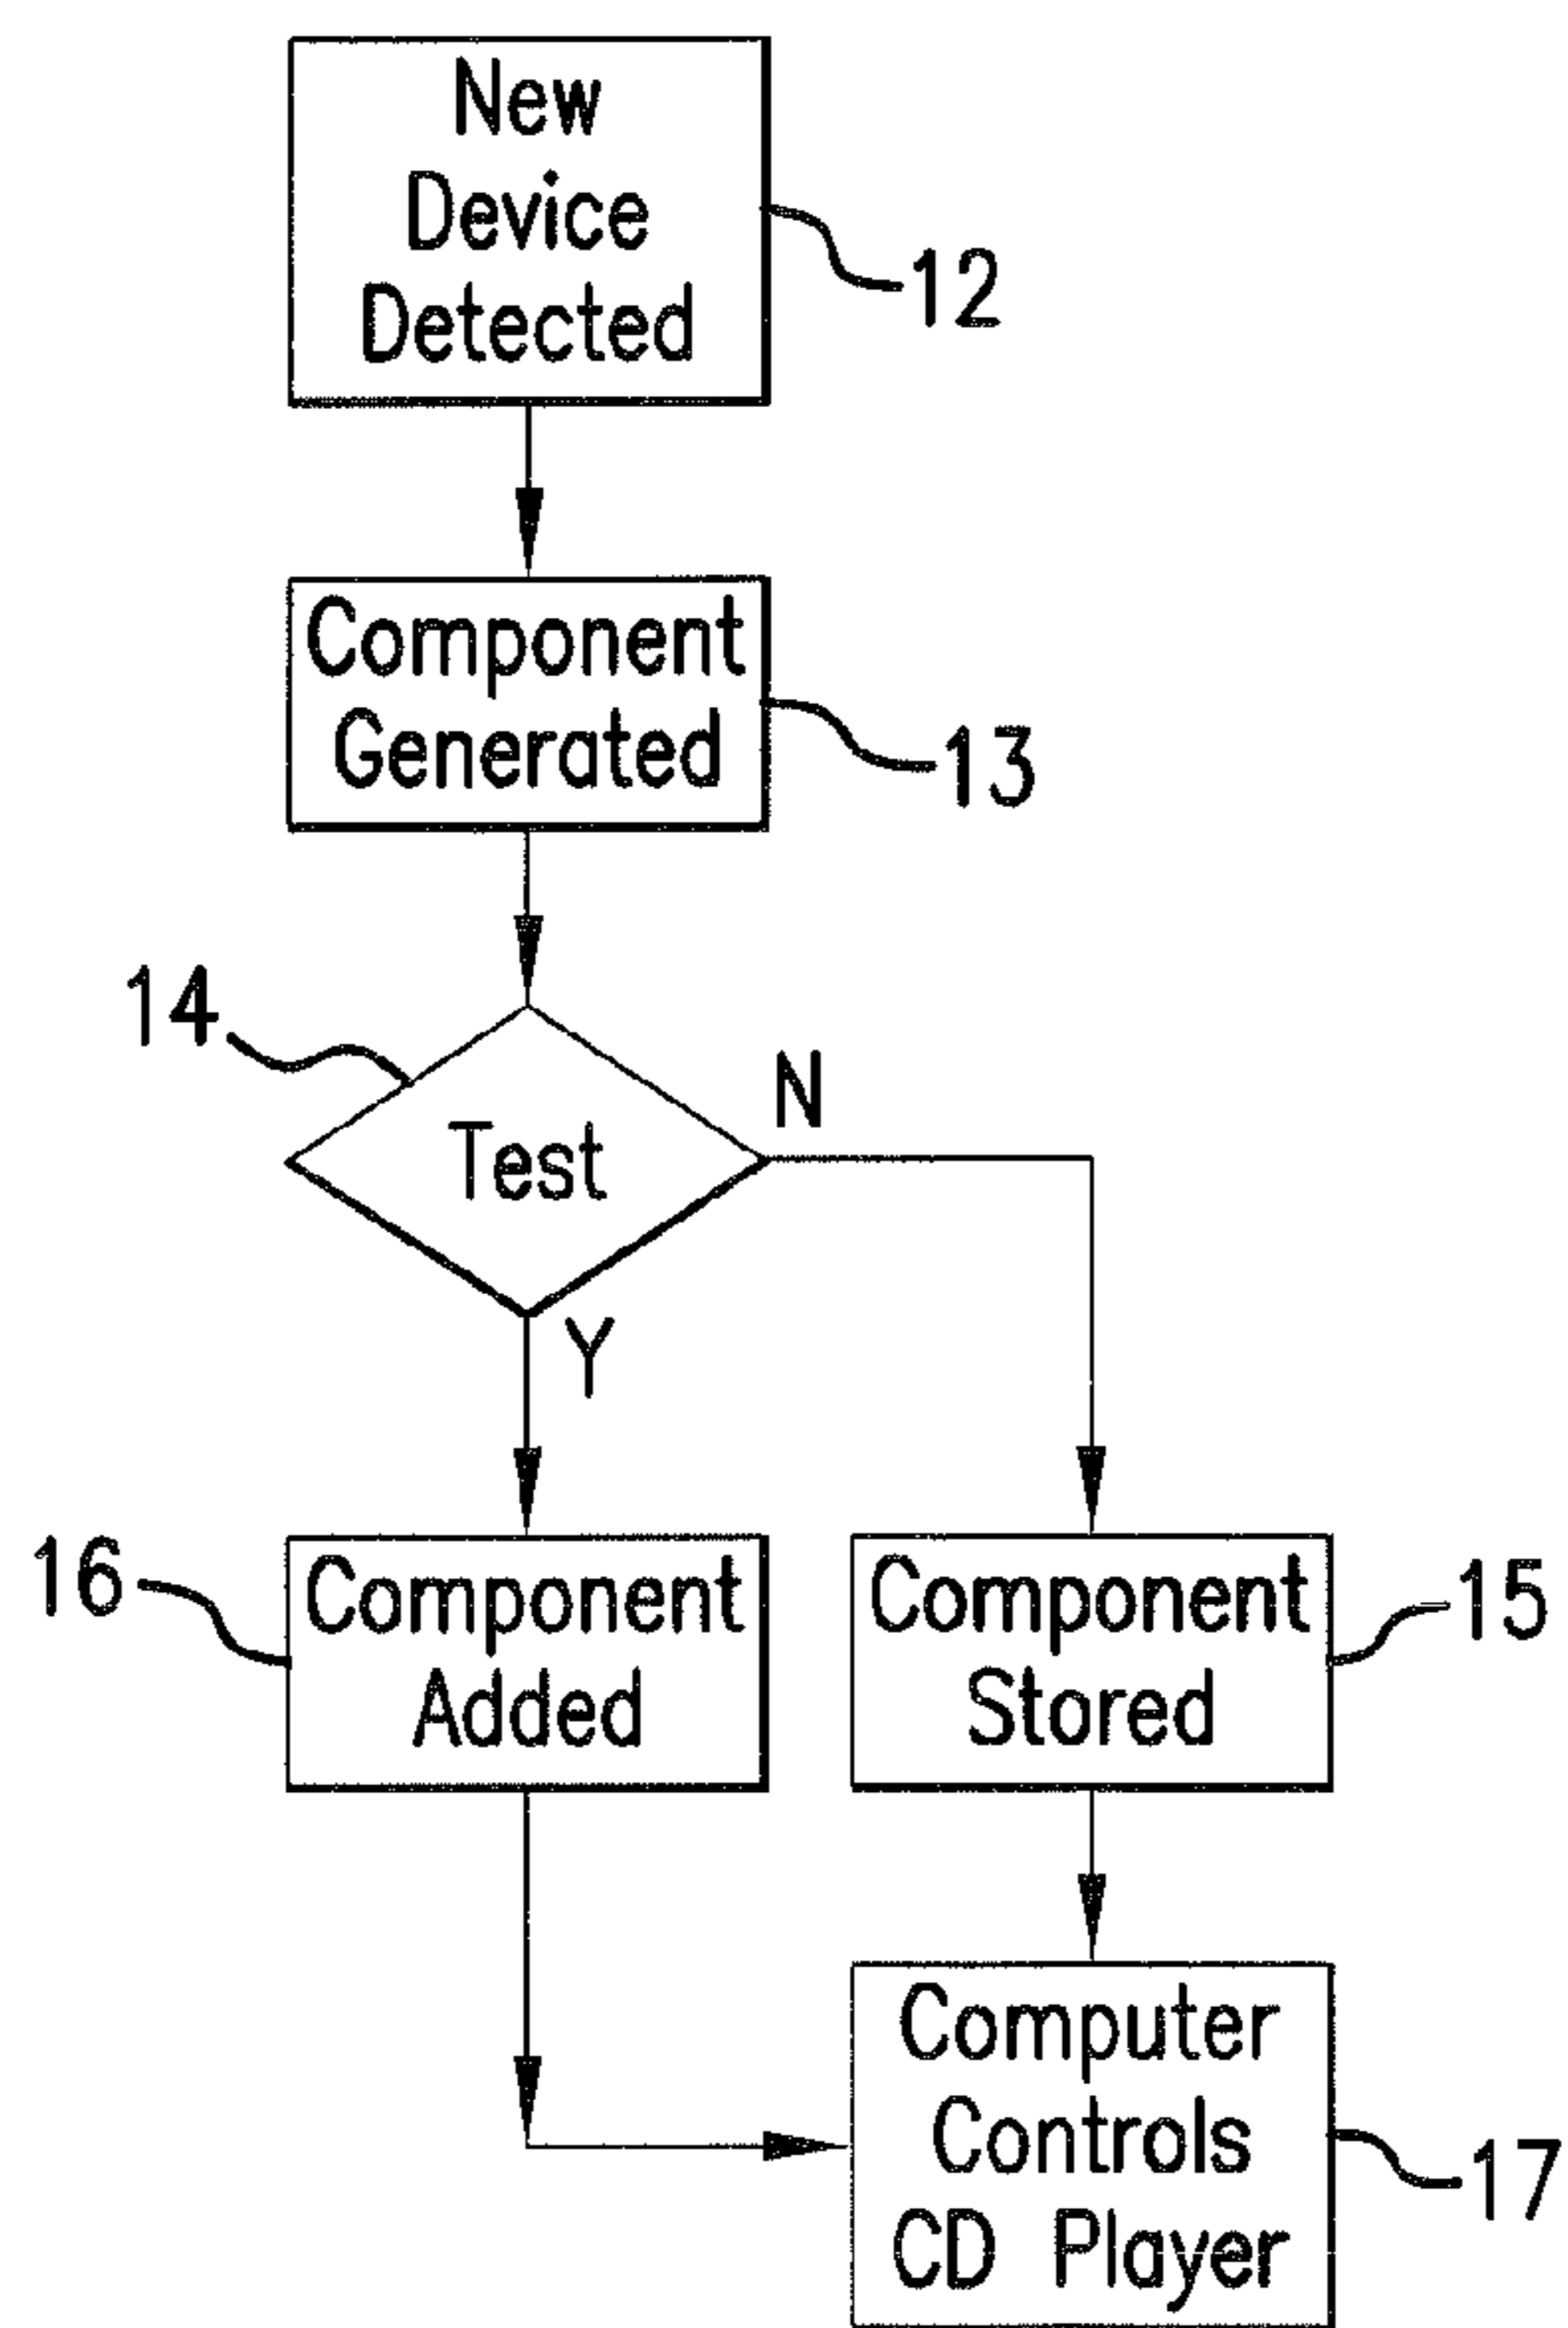 New
Device
Detected
12
Component
Generated
13
14
Test
N
Y
16
Component
Added
Component
Stored
15
Computer
Controls
CD Player
17